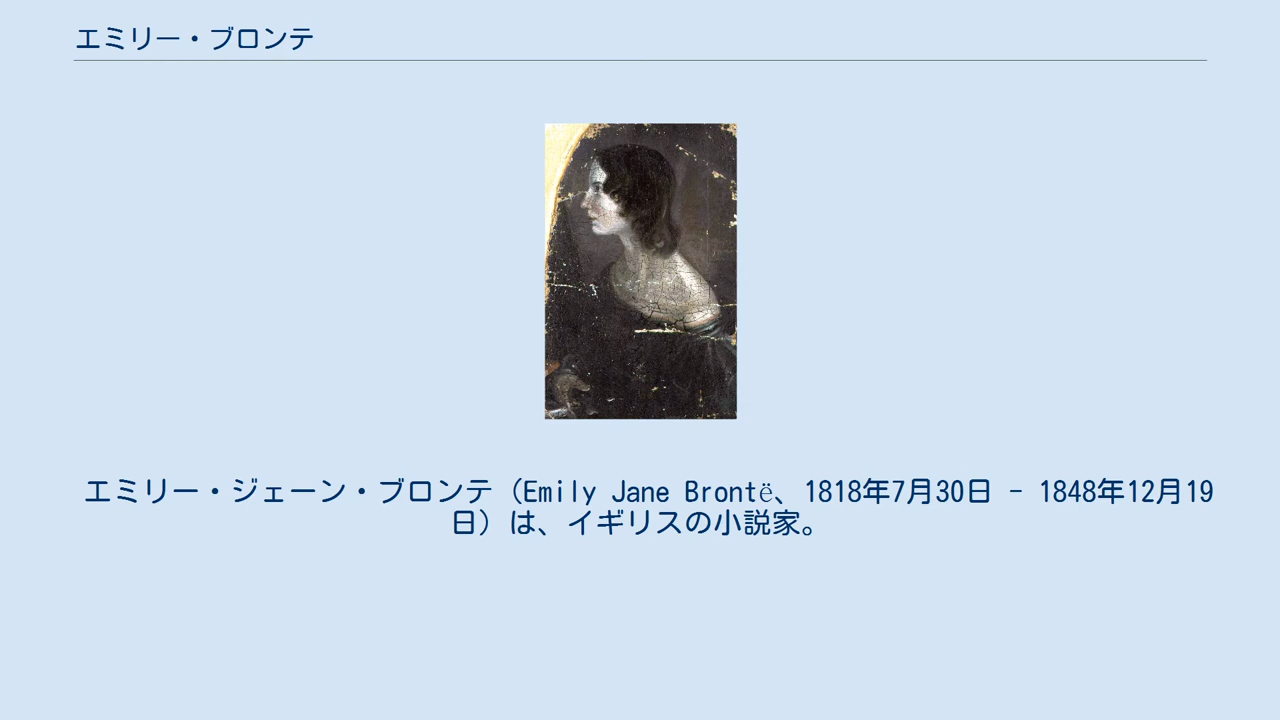 エミリー・ブロンテ
エミリー・ジェーン・ブロンテ（Emily Jane Brontë、1818年7月30日 - 1848年12月19
日）は、イギリスの小説家。